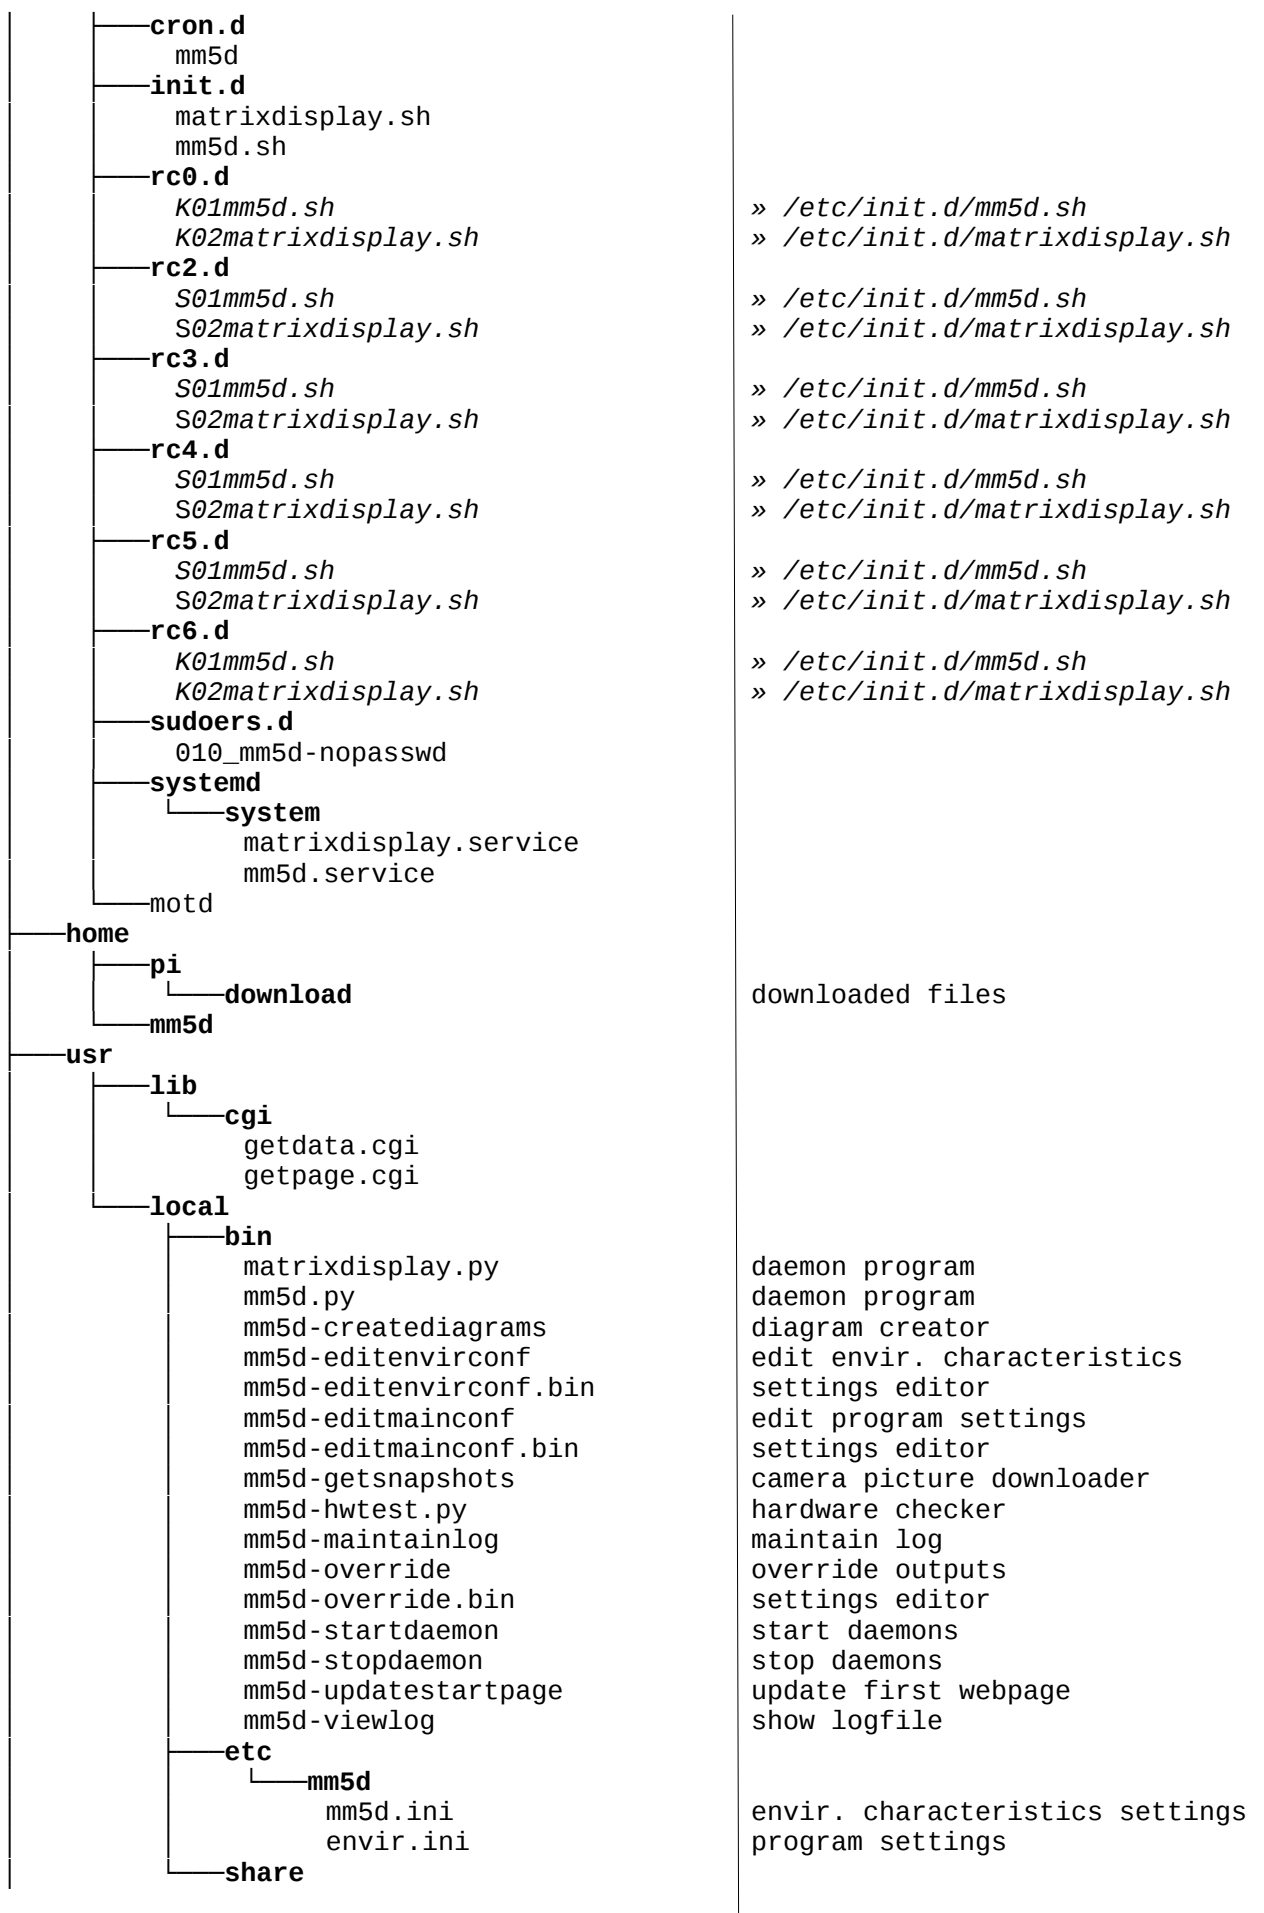 cron.d
mm5d
init.d
matrixdisplay.sh
mm5d.sh
rc0.d
K01mm5d.sh » /etc/init.d/mm5d.sh
K02matrixdisplay.sh » /etc/init.d/matrixdisplay.sh
rc2.d
S01mm5d.sh » /etc/init.d/mm5d.sh
S02matrixdisplay.sh » /etc/init.d/matrixdisplay.sh
rc3.d
S01mm5d.sh » /etc/init.d/mm5d.sh
S02matrixdisplay.sh » /etc/init.d/matrixdisplay.sh
rc4.d
S01mm5d.sh » /etc/init.d/mm5d.sh
S02matrixdisplay.sh » /etc/init.d/matrixdisplay.sh
rc5.d
S01mm5d.sh » /etc/init.d/mm5d.sh
S02matrixdisplay.sh » /etc/init.d/matrixdisplay.sh
rc6.d
K01mm5d.sh » /etc/init.d/mm5d.sh
K02matrixdisplay.sh » /etc/init.d/matrixdisplay.sh
sudoers.d
010_mm5d-nopasswd
systemd
system
matrixdisplay.service
mm5d.service
motd
home
pi
download downloaded files
mm5d
usr
lib
cgi
getdata.cgi
getpage.cgi
local
bin
matrixdisplay.py daemon program
mm5d.py daemon program
mm5d-creatediagrams diagram creator
mm5d-editenvirconf edit envir. characteristics
mm5d-editenvirconf.bin settings editor
mm5d-editmainconf edit program settings
mm5d-editmainconf.bin settings editor
mm5d-getsnapshots camera picture downloader
mm5d-hwtest.py hardware checker
mm5d-maintainlog maintain log
mm5d-override override outputs
mm5d-override.bin settings editor
mm5d-startdaemon start daemons
mm5d-stopdaemon stop daemons
mm5d-updatestartpage update first webpage
mm5d-viewlog show logfile
etc
mm5d
mm5d.ini envir. characteristics settings
envir.ini program settings
share